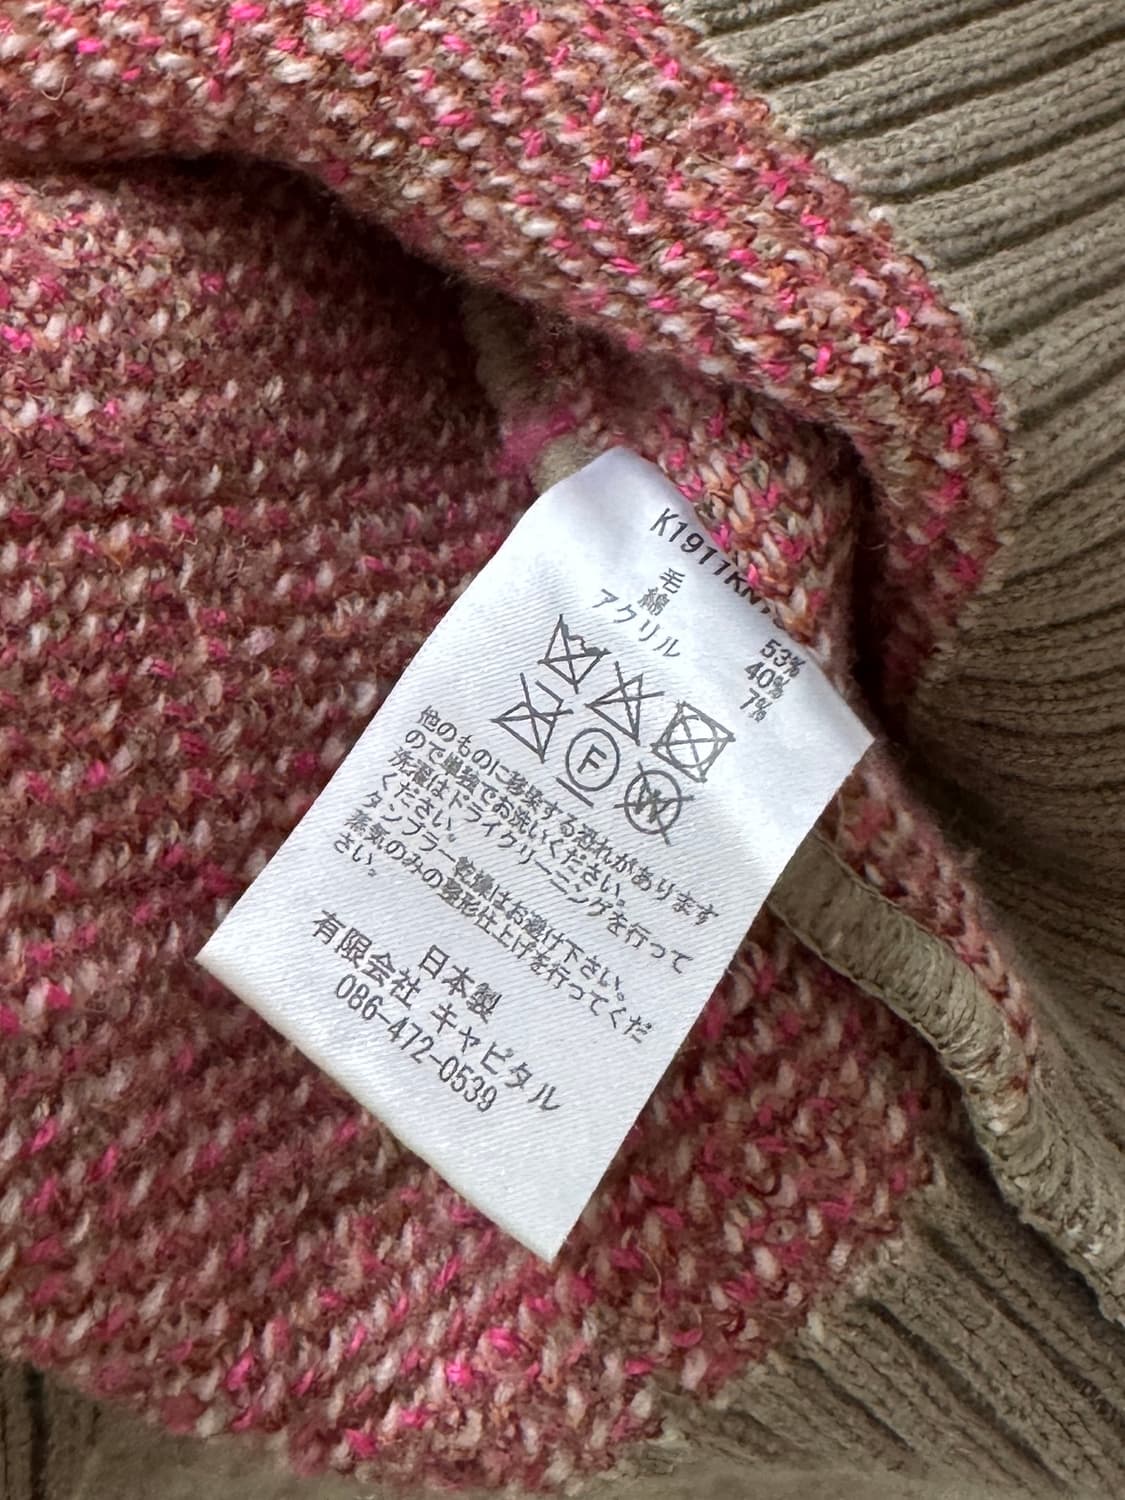 K1911KN
毛 53%
綿 40%
アクリル 7%
F
W
他のものに移染する恐れがあります
ので単独でお洗いください。
洗濯はドライクリーニングを行って
ください。
タンブラー乾燥はお避け下さい。
蒸気のみの整形仕上げを行ってくだ
さい。
日本製
有限会社 キャピタル
086-472-0539